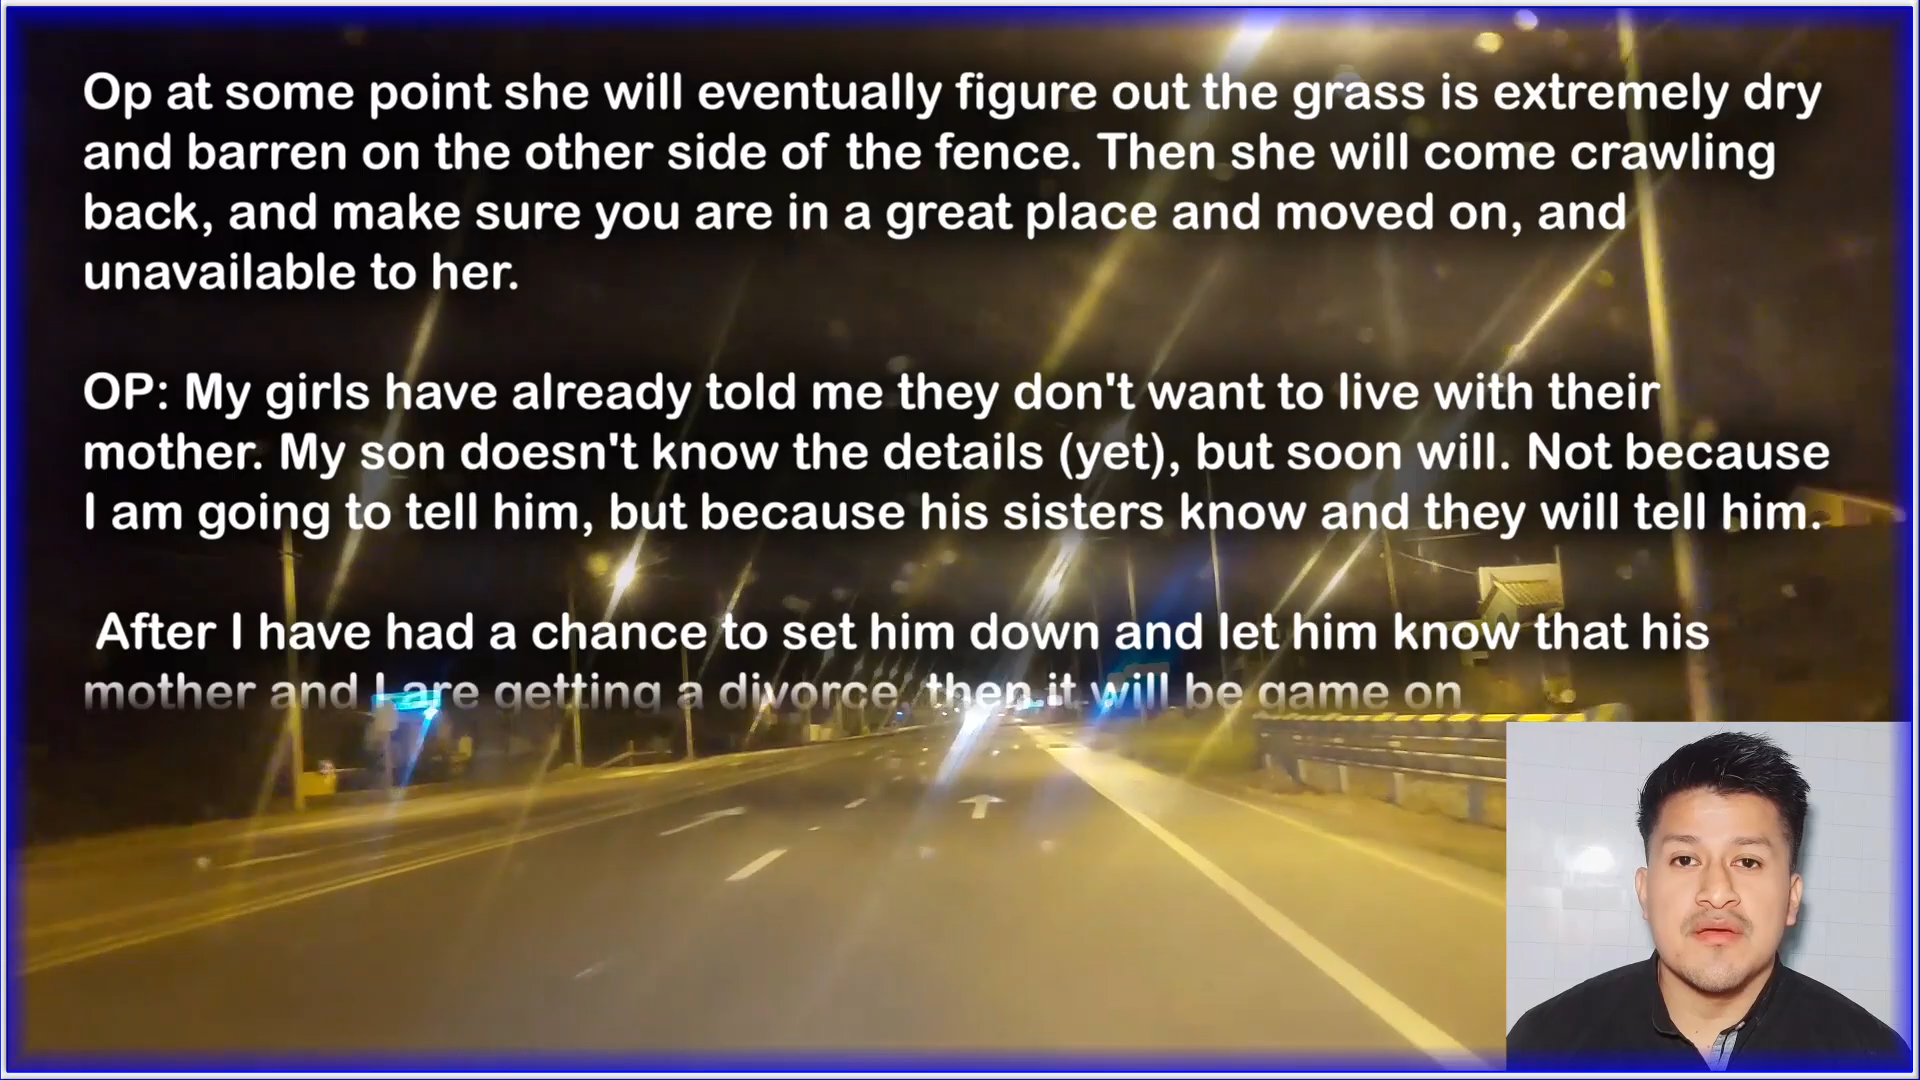 Op at some point she will eventually figure out the grass is extremely dry
and barren on the other side of the fence. Then she will come crawling
back, and make sure you are in a great place and moved on, and
unavailable to her.
OP: My girls have already told me they don't want to live with their
mother. My son doesn't know the details (yet), but soon will. Not because
I am going to tell him, but because his sisters know and they will tell him.
After I have had a chance to set him down and let him know that his
mother and I are getting a divorce, then it will be game on